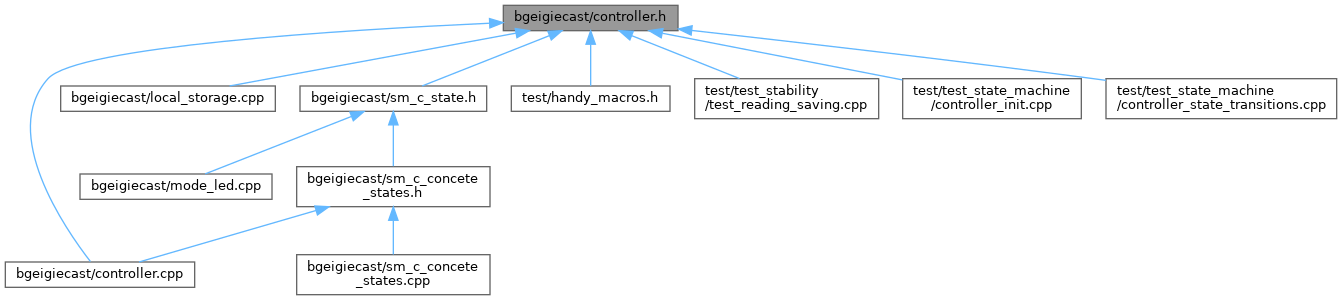 bgeigiecast/controller.h
bgeigiecast/local_storage.cpp
bgeigiecast/sm_c_state.h
test/handy_macros.h
test/test_stability
/test_reading_saving.cpp
test/test_state_machine
/controller_init.cpp
test/test_state_machine
/controller_state_transitions.cpp
bgeigiecast/mode_led.cpp
bgeigiecast/sm_c_concete
_states.h
bgeigiecast/controller.cpp
bgeigiecast/sm_c_concete
_states.cpp